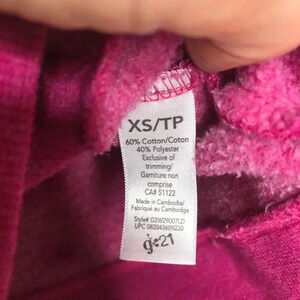 XS/TP
60% Cotton/Coton
40% Polyester
Exclusive of
trimming/
Garniture non
comprise
CA# 51122
Made in Cambodia/
Fabriqué au Cambodge
Style# G2W29007LD
UPC 083043609220
g:21